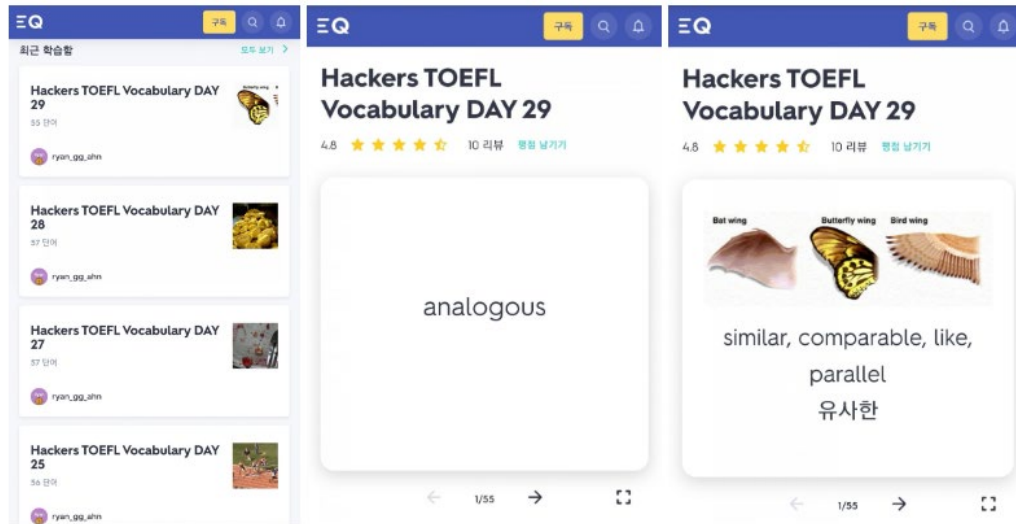 EQ
구독
최근 학습함
모두 보기
Hackers TOEFL Vocabulary DAY
29
55 단어
ryan_gg_ahn
Hackers TOEFL Vocabulary DAY
28
37 단어
ryan_gg_ahn
Hackers TOEFL Vocabulary DAY
27
37 단어
ryan_gg_ahn
Hackers TOEFL Vocabulary DAY
25
36 단어
ryan_gg_ahn
EQ
구독
Hackers TOEFL
Vocabulary DAY 29
4.8 10 리뷰 평점 남기기
analogous
1/55
EQ
구독
Hackers TOEFL
Vocabulary DAY 29
4.8 10 리뷰 평점 남기기
Bat wing Butterfly wing Bird wing
similar, comparable, like,
parallel
유사한
1/55